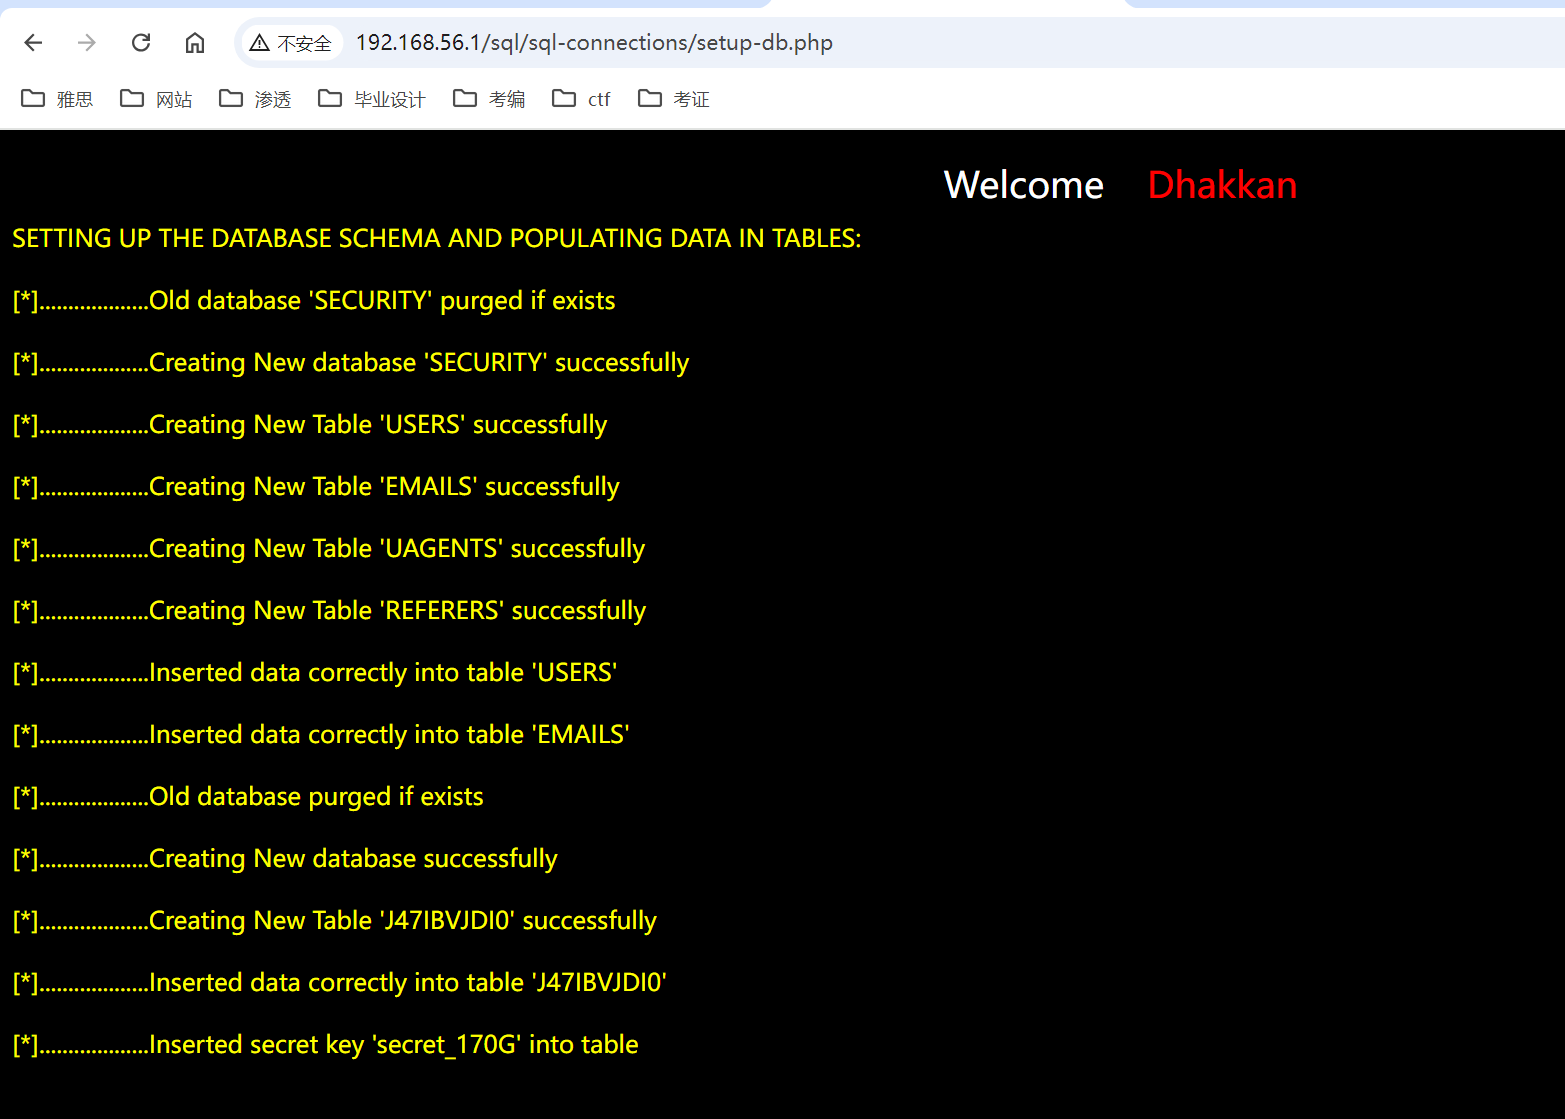 不安全 192.168.56.1/sql/sql-connections/setup-db.php
雅思 网站 渗透 毕业设计 考编 ctf 考证
Welcome Dhakkan
SETTING UP THE DATABASE SCHEMA AND POPULATING DATA IN TABLES:
[*]...................Old database 'SECURITY' purged if exists
[*]...................Creating New database 'SECURITY' successfully
[*]...................Creating New Table 'USERS' successfully
[*]...................Creating New Table 'EMAILS' successfully
[*]...................Creating New Table 'UAGENTS' successfully
[*]...................Creating New Table 'REFERERS' successfully
[*]...................Inserted data correctly into table 'USERS'
[*]...................Inserted data correctly into table 'EMAILS'
[*]...................Old database purged if exists
[*]...................Creating New database successfully
[*]...................Creating New Table 'J47IBVJDI0' successfully
[*]...................Inserted data correctly into table 'J47IBVJDI0'
[*]...................Inserted secret key 'secret_170G' into table